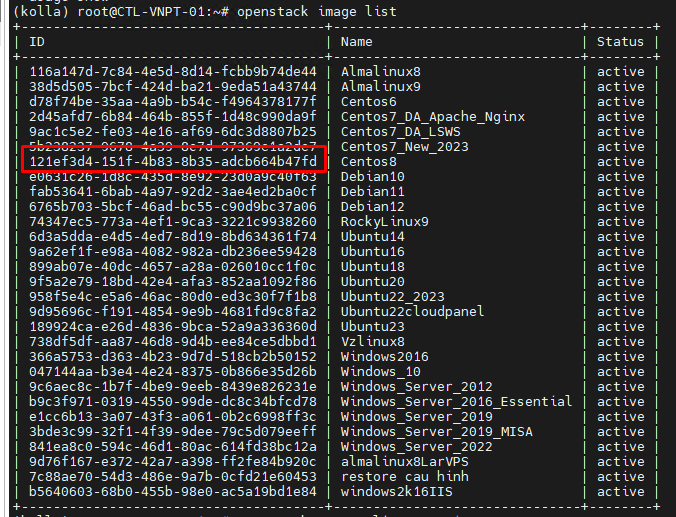 (kolla) root@CTL-VNPT-01:~# openstack image list
| ID | Name | Status |
| 116a147d-7c84-4e5d-8d14-fcbb9b74de44 | Almalinux8 | active |
| 38d5d505-7bcf-424d-ba21-9eda51a43744 | Almalinux9 | active |
| d78f74be-35aa-4a9b-b54c-f4964378177f | Centos6 | active |
| 2d45afd7-6b84-464b-855f-1d48c990da9f | Centos7_DA_Apache_Nginx | active |
| 9ac1c5e2-fe03-4e16-af69-6dc3d8807b25 | Centos7_DA_LSWS | active |
| Centos7_New_2023 | active |
| 121ef3d4-151f-4b83-8b35-adcb664b47fd | Centos8 | active |
| e0631c26-1d8c-435d-8e92-23d0a9c40f63 | Debian10 | active |
| fab53641-6bab-4a97-92d2-3ae4ed2ba0cf | Debian11 | active |
| 6765b703-5bcf-46ad-bc55-c90d9bc37a06 | Debian12 | active |
| 74347ec5-773a-4ef1-9ca3-3221c9938260 | RockyLinux9 | active |
| 6d3a5dda-e4d5-4ed7-8d19-8bd634361f74 | Ubuntu14 | active |
| 9a62ef1f-e98a-4082-982a-db236ee59428 | Ubuntu16 | active |
| 899ab07e-40dc-4657-a28a-026010cc1f0c | Ubuntu18 | active |
| 9f5a2e79-18bd-42e4-afa3-852aa1092f86 | Ubuntu20 | active |
| 958f5e4c-e5a6-46ac-80d0-ed3c30f7f1b8 | Ubuntu22_2023 | active |
| 9d95696c-f191-4854-9e9b-4681fd9c8fa2 | Ubuntu22cloudpanel | active |
| 189924ca-e26d-4836-9bca-52a9a336360d | Ubuntu23 | active |
| 738df5df-aa87-46d8-9d4b-ee84ce5dbbd1 | Vzlinux8 | active |
| 366a5753-d363-4b23-9d7d-518cb2b50152 | Windows2016 | active |
| 047144aa-b3e4-4e24-8375-0b866e35d26b | Windows_10 | active |
| 9c6aec8c-1b7f-4be9-9eeb-8439e826231e | Windows_Server_2012 | active |
| b9c3f971-0319-4550-99de-dc8c34bfcd78 | Windows_Server_2016_Essential | active |
| e1cc6b13-3a07-43f3-a061-0b2c6998ff3c | Windows_Server_2019 | active |
| 3bde3c99-32f1-4f39-9dee-79c5d079eeff | Windows_Server_2019_MISA | active |
| 841ea8c0-594c-46d1-80ac-614fd38bc12a | Windows_Server_2022 | active |
| 9d76f167-e372-42a7-a398-ff2fe84b920c | almalinux8LarVPS | active |
| 7c88ae70-54d3-486e-9a7b-0cfd21e60453 | restore cau hinh | active |
| b5640603-68b0-455b-98e0-ac5a19bd1e84 | windows2k16IIS | active |